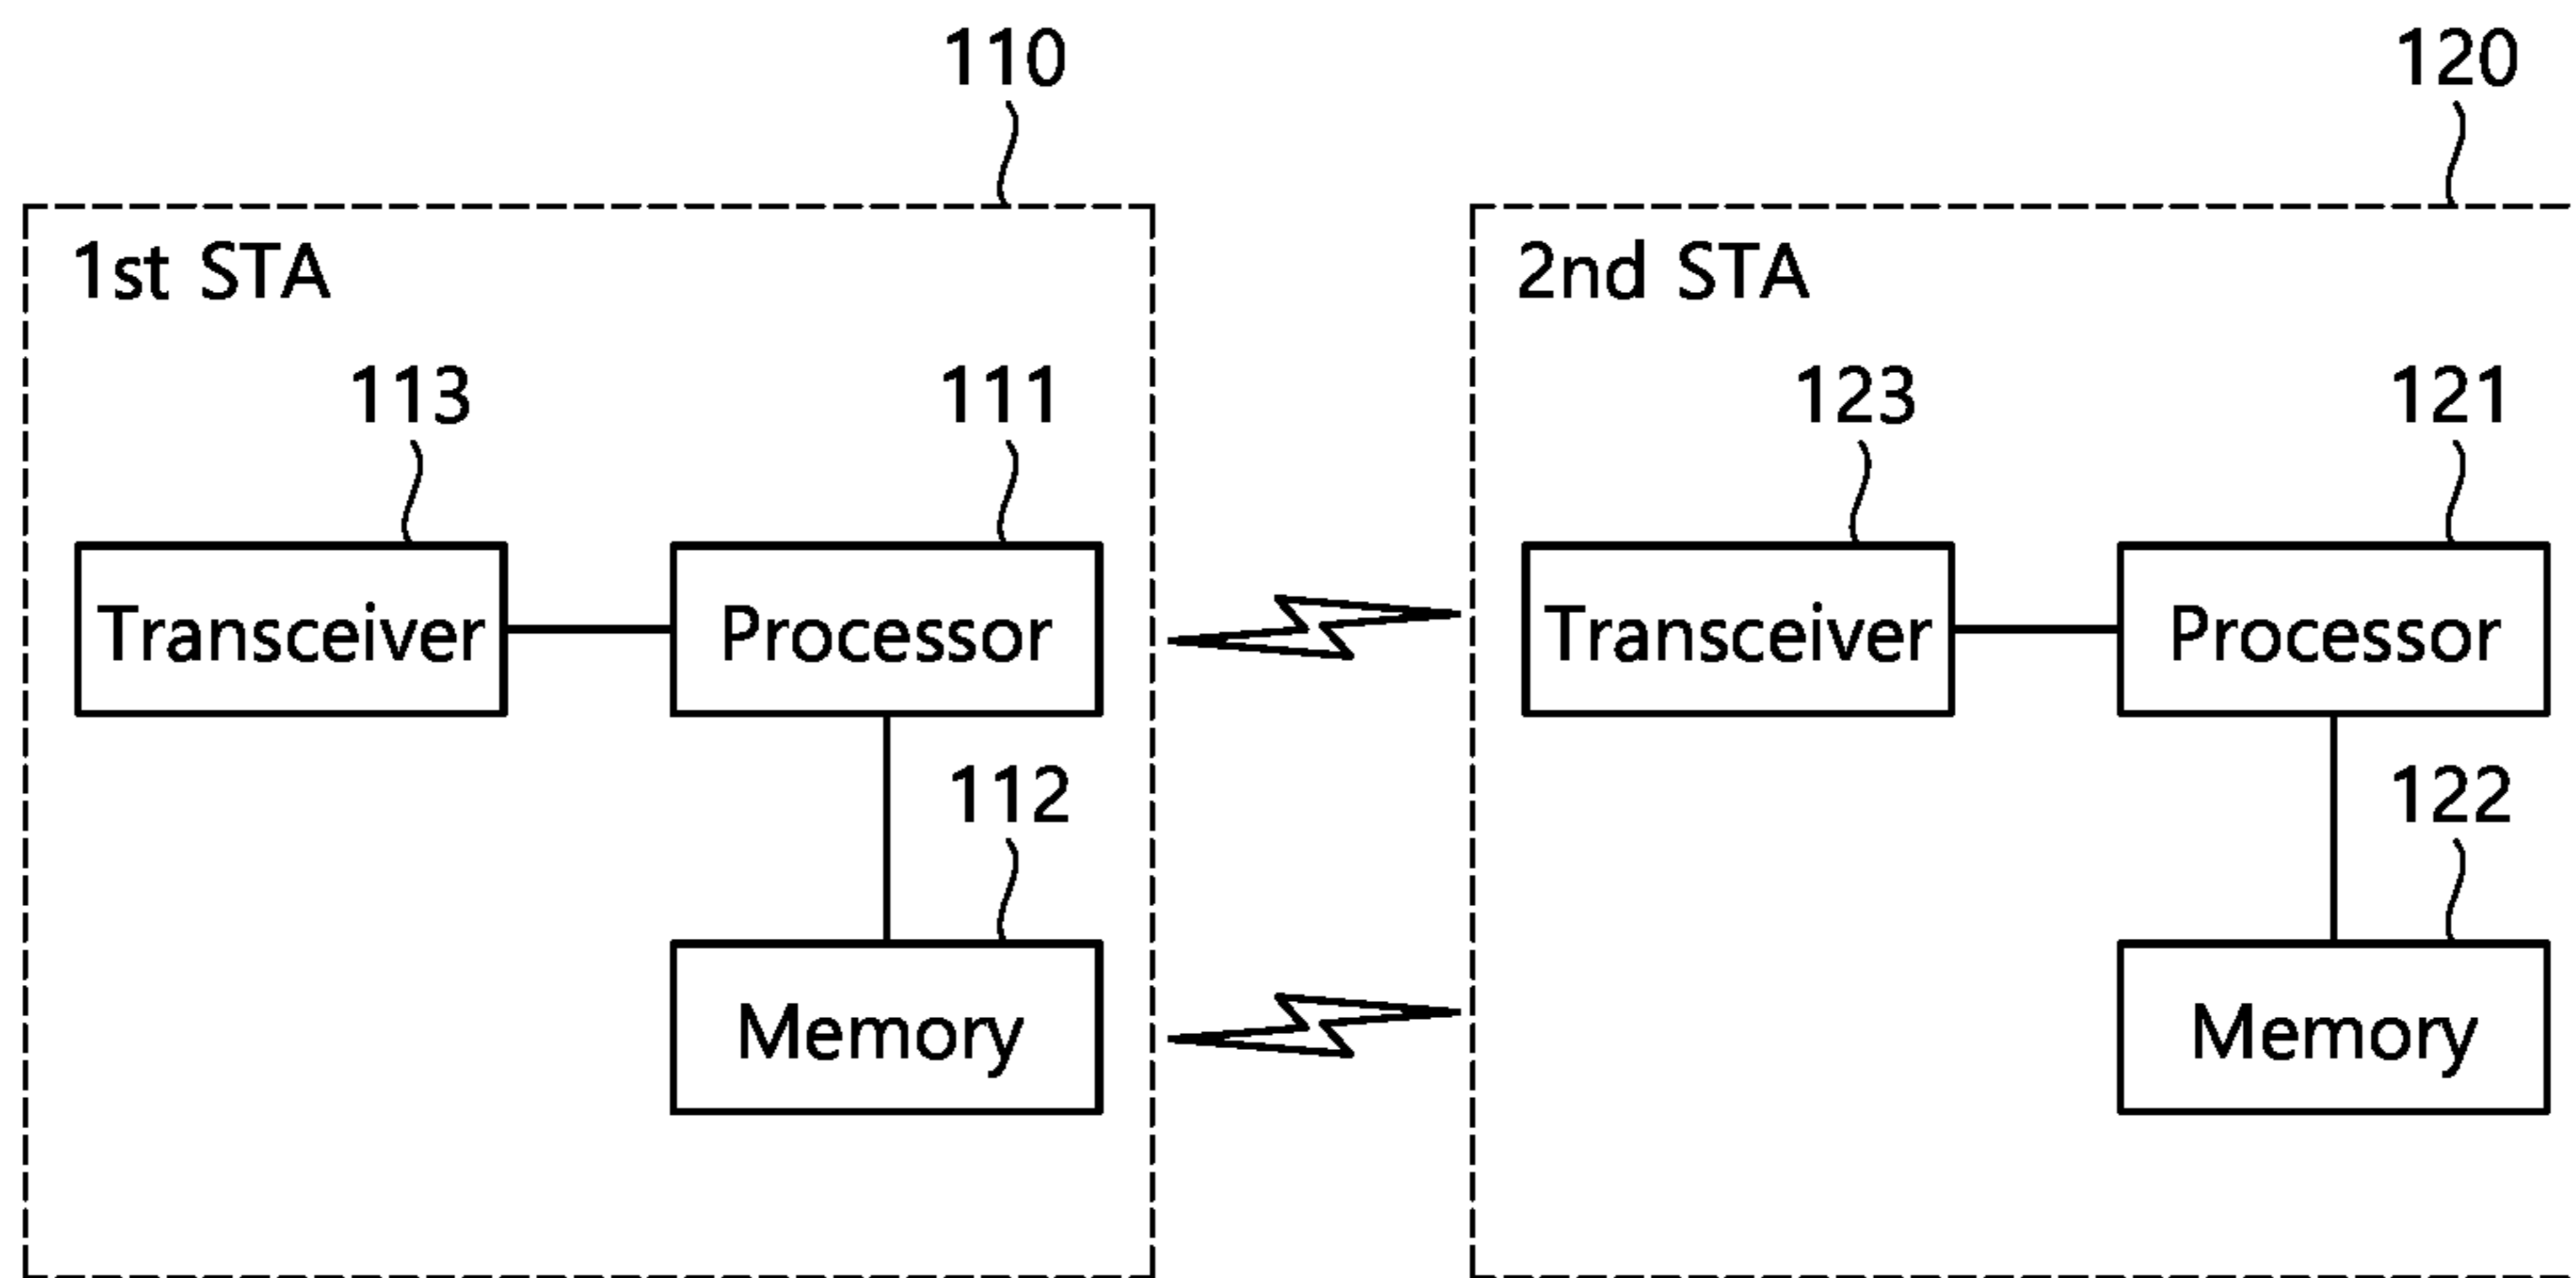 110 120
1st STA 2nd STA
113 111 123 121
Transceiver Processor Transceiver Processor
112 122
Memory Memory